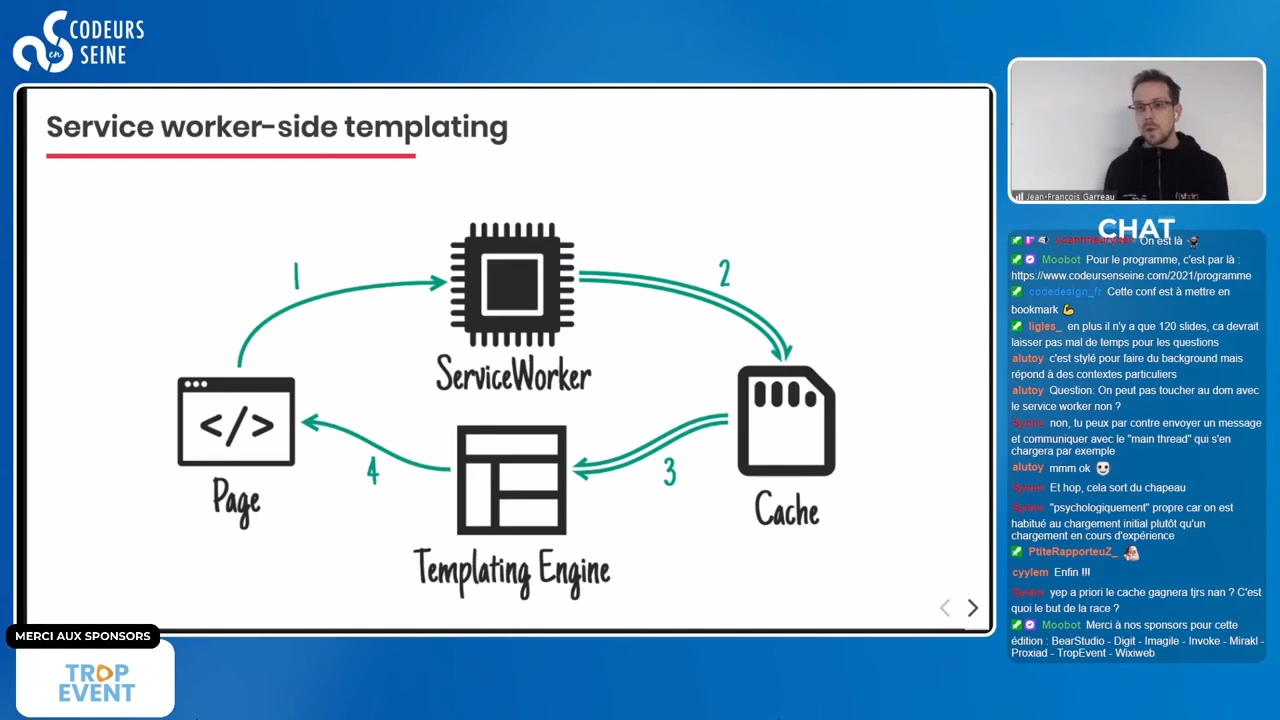 CODEURS
en
SEINE
Service worker-side templating
1
2
ServiceWorker
</>
4
3
Page
Cache
Templating Engine
MERCI AUX SPONSORS
TROP
EVENT
Jean-François Garreau
CHAT
On est là
Moobot Pour le programme, c'est par là :
https://www.codeursenseine.com/2021/programme
codedesign_fr Cette conf est à mettre en
bookmark 💪
ligles_ en plus il n'y a que 120 slides, ca devrait
laisser pas mal de temps pour les questions
alutoy c'est stylé pour faire du background mais
répond à des contextes particuliers
alutoy Question: On peut pas toucher au dom avec
le service worker non ?
non, tu peux par contre envoyer un message
et communiquer avec le "main thread" qui s'en
chargera par exemple
alutoy mmm ok
Et hop, cela sort du chapeau
"psychologiquement" propre car on est
habitué au chargement initial plutôt qu'un
chargement en cours d'expérience
PtiteRapporteuZ_
cyylem Enfin !!!
yep a priori le cache gagnera tjrs nan ? C'est
quoi le but de la race ?
Moobot Merci à nos sponsors pour cette
édition : BearStudio - Digit - Imagile - Invoke - Mirakl -
Proxiad - TropEvent - Wixiweb